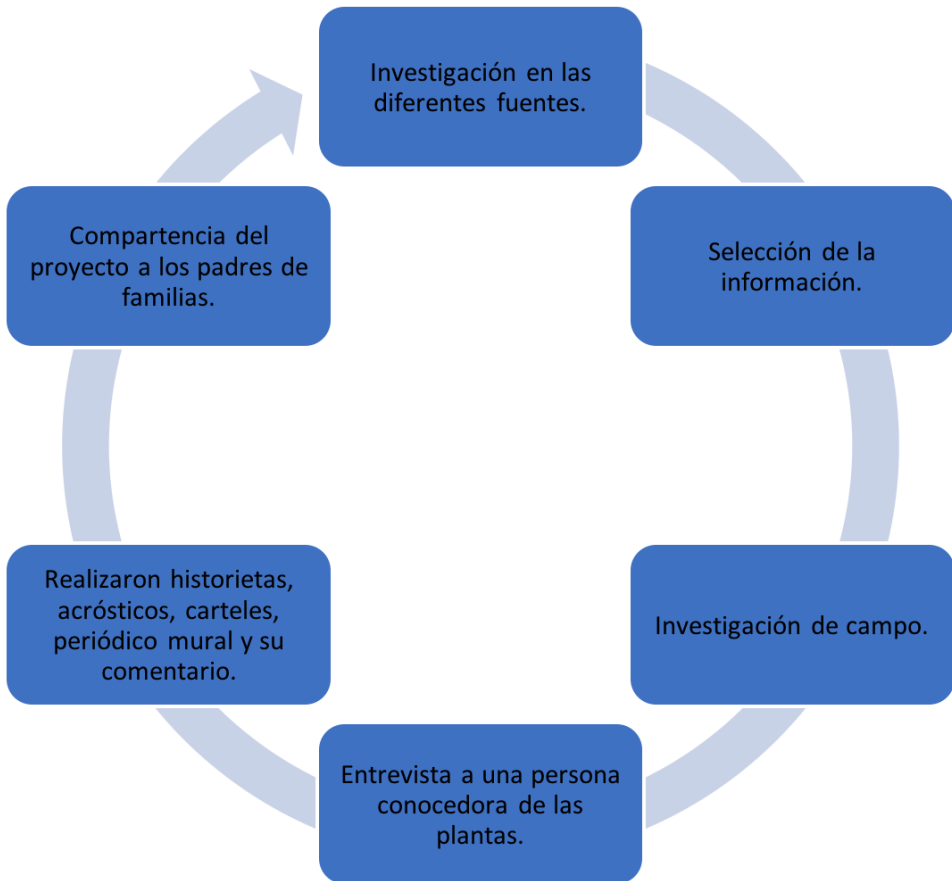 Investigación en las
diferentes fuentes.
Selección de la
información.
Investigación de campo.
Entrevista a una persona
conocedora de las
plantas.
Realizaron historietas,
acrósticos, carteles,
periódico mural y su
comentario.
Compartencia del
proyecto a los padres de
familias.